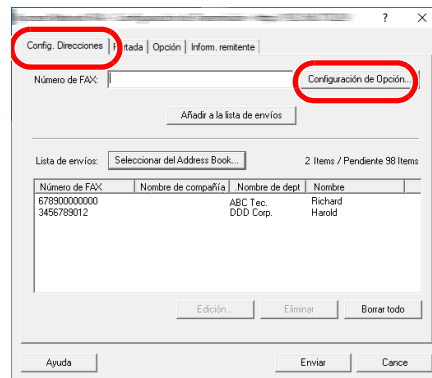 ? ×
Config. Direcciones Portada Opción Inform. remitente
Número de FAX: Configuración de Opción...
Añadir a la lista de envíos
Lista de envíos: Seleccionar del Address Book... 2 Items / Pendiente 98 Items
Número de FAX Nombre de compañía .Nombre de dept Nombre
678900000000 ABC Tec. Richard
3456789012 DDD Corp. Harold
Edición... Eliminar Borrar todo
Ayuda Enviar Cance